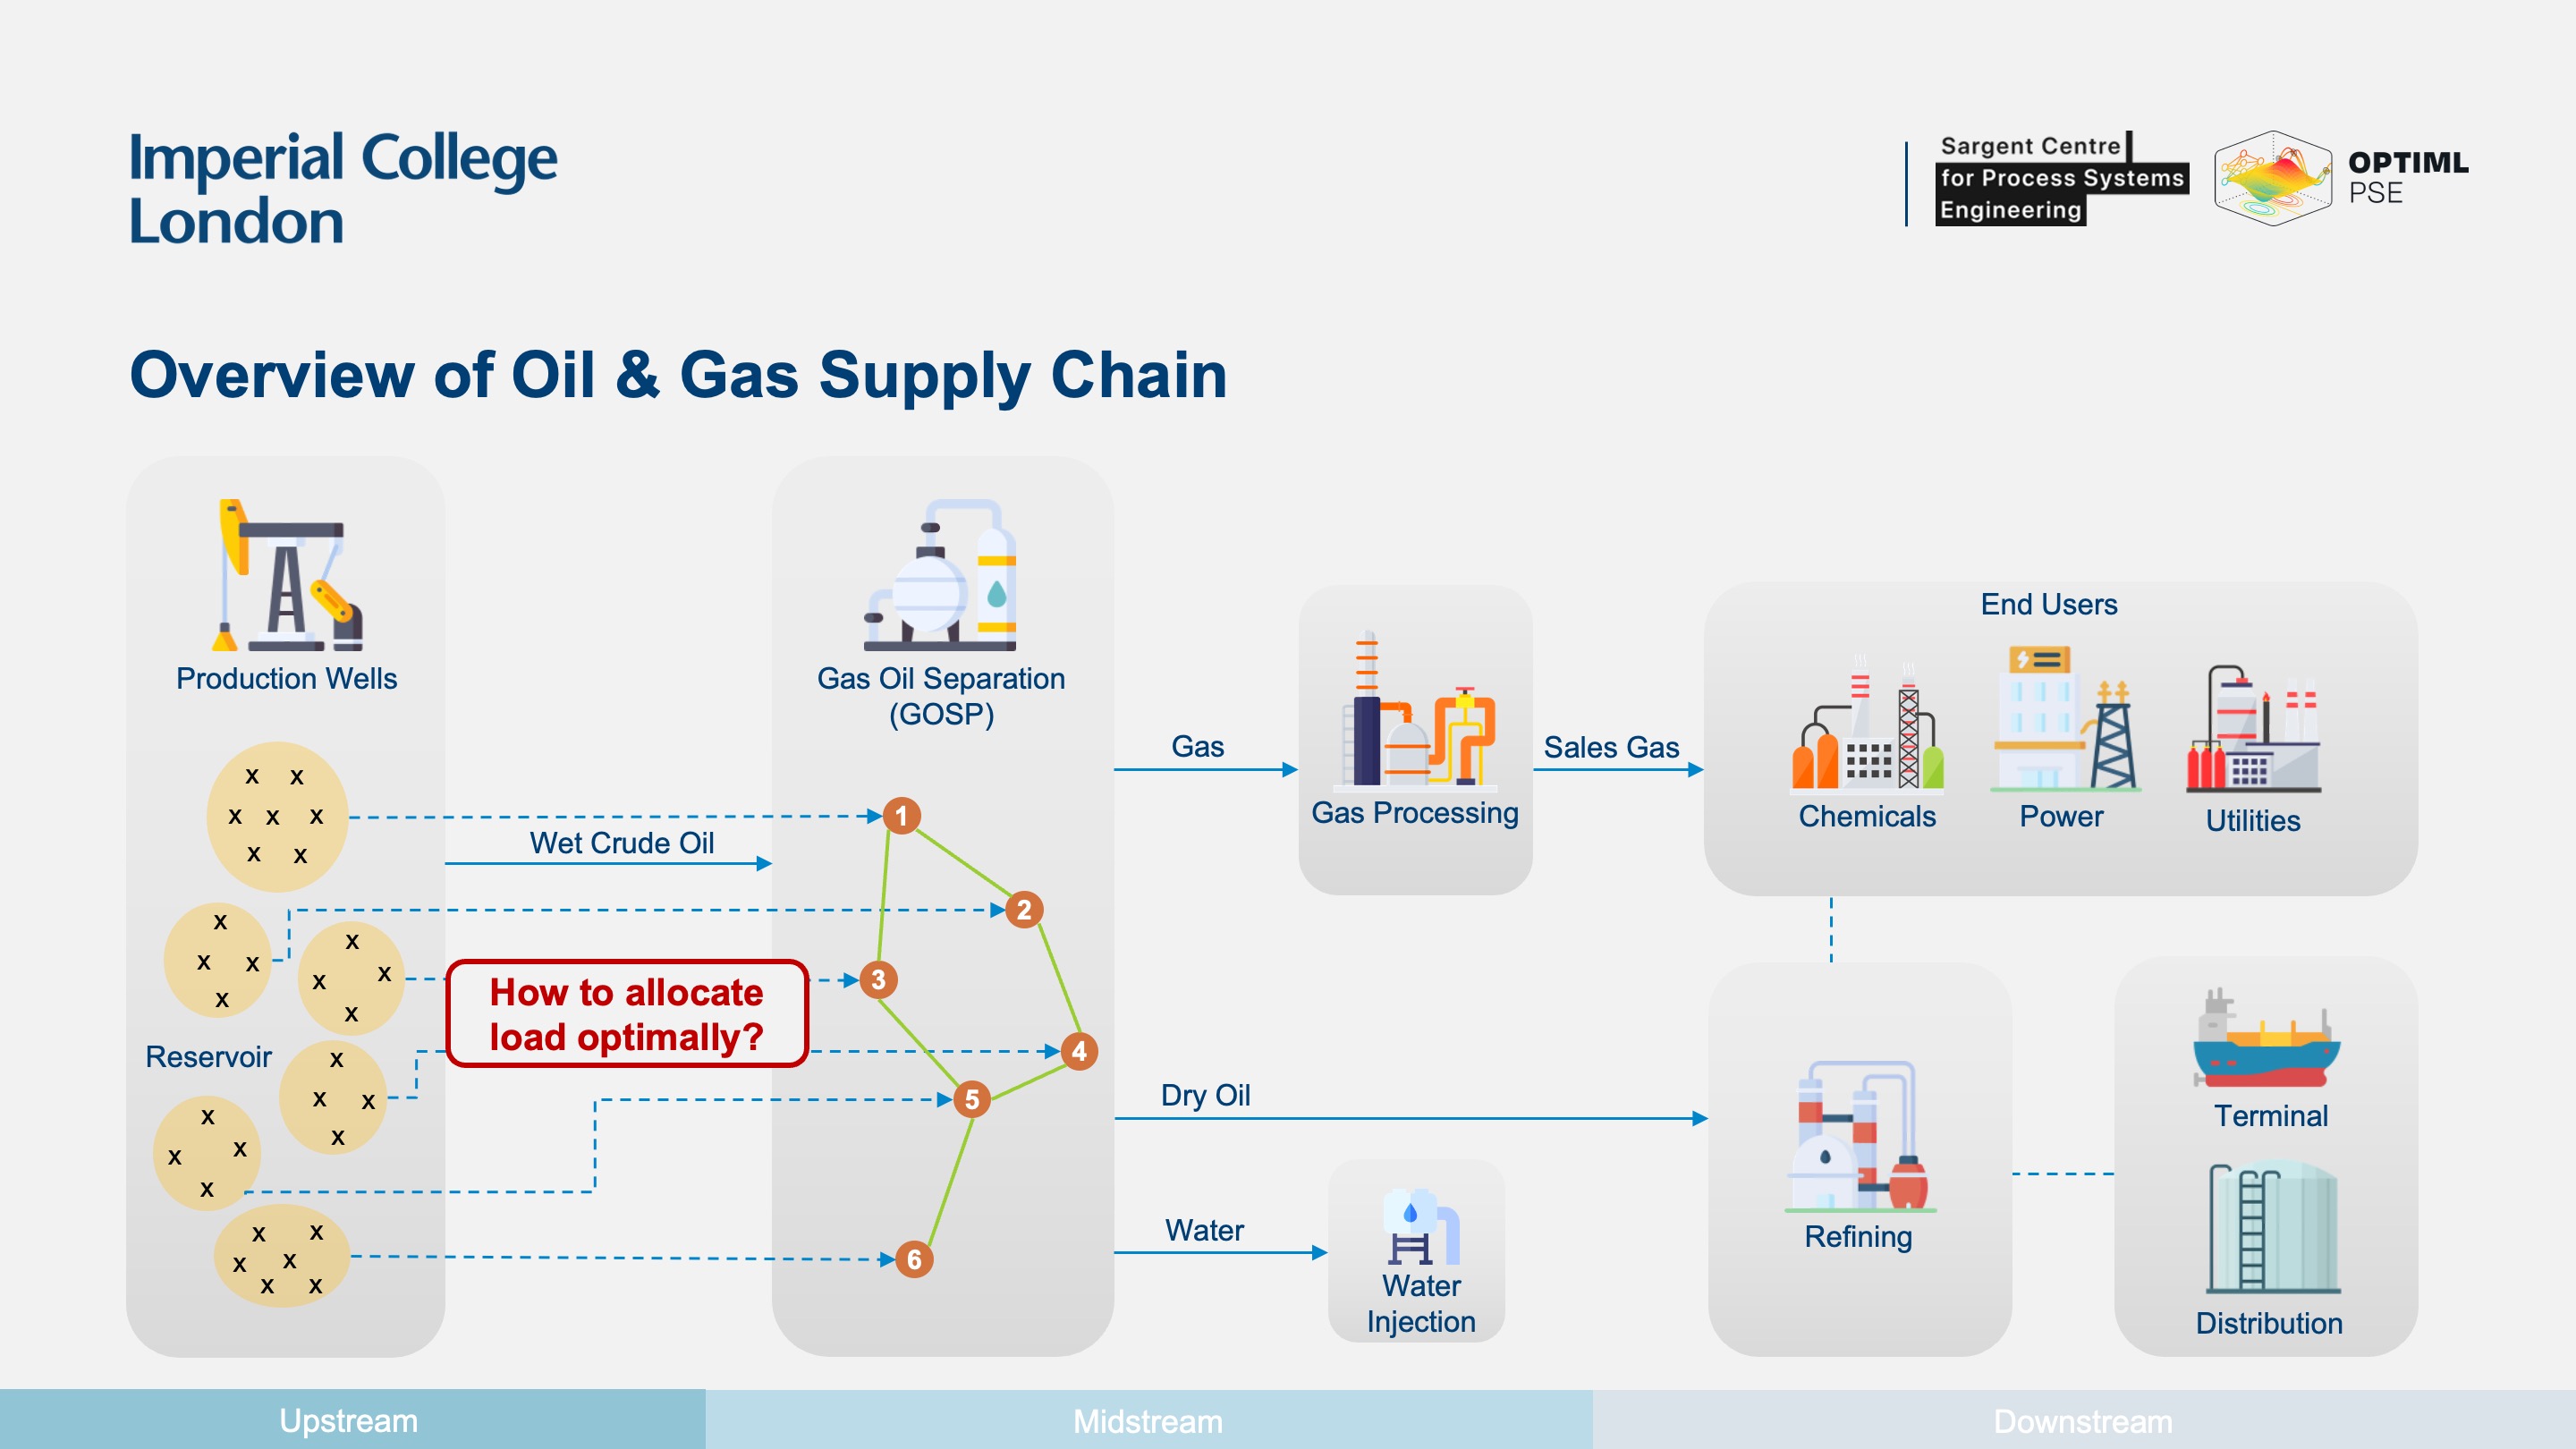 Imperial College
London
Sargent Centre
for Process Systems
Engineering
OPTIML
PSE
Overview of Oil & Gas Supply Chain
Production Wells
Gas Oil Separation
(GOSP)
x x
x x x
x x
Wet Crude Oil
1
2
3
4
5
6
x
x x
x
x
x x
x
How to allocate
load optimally?
Reservoir
x
x x
x
x
x x
x
x x
x x
x x
Gas
Gas Processing
Sales Gas
End Users
Chemicals
Power
Utilities
Dry Oil
Water
Water
Injection
Refining
Terminal
Distribution
Upstream
Midstream
Downstream